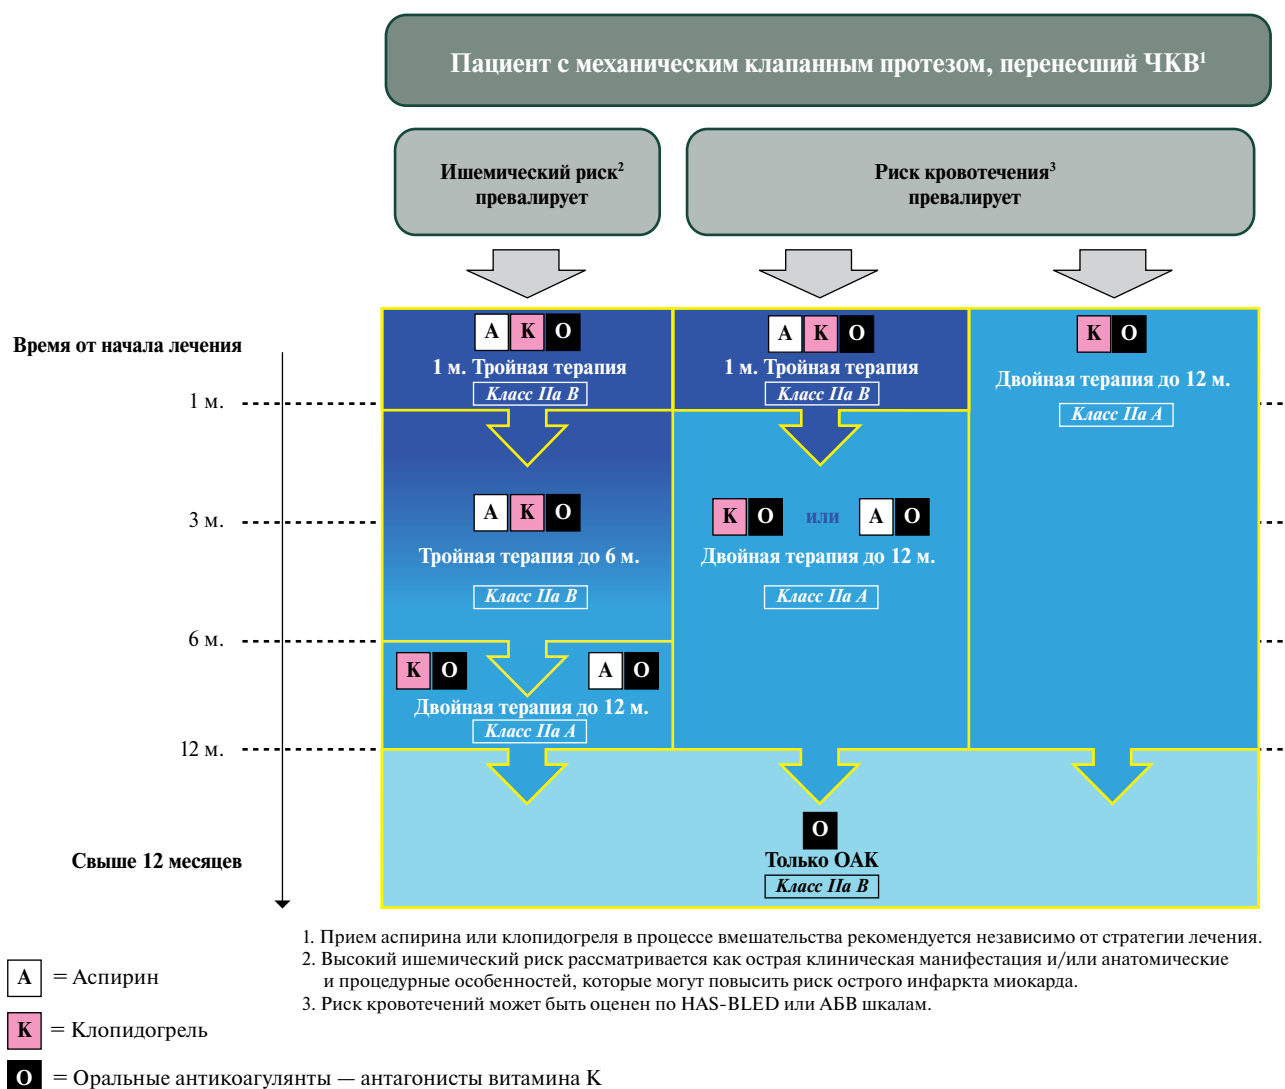 Пациент с механическим клапанным протезом, перенесший ЧКВ¹
Ишемический риск²
превалирует
Риск кровотечения³
превалирует
Время от начала лечения
А К О
1 м. Тройная терапия
Класс IIa B
А К О
1 м. Тройная терапия
Класс IIa B
К О
Двойная терапия до 12 м.
Класс IIa A
1 м.
3 м.
А К О
Тройная терапия до 6 м.
Класс IIa B
К О или А О
Двойная терапия до 12 м.
Класс IIa A
6 м.
К О А О
Двойная терапия до 12 м.
Класс IIa A
12 м.
Свыше 12 месяцев
О
Только ОАК
Класс IIa B
1. Прием аспирина или клопидогреля в процессе вмешательства рекомендуется независимо от стратегии лечения.
2. Высокий ишемический риск рассматривается как острая клиническая манифестация и/или анатомические
и процедурные особенностей, которые могут повысить риск острого инфаркта миокарда.
3. Риск кровотечений может быть оценен по HAS-BLED или АБВ шкалам.
А = Аспирин
К = Клопидогрель
О = Оральные антикоагулянты — антагонисты витамина К